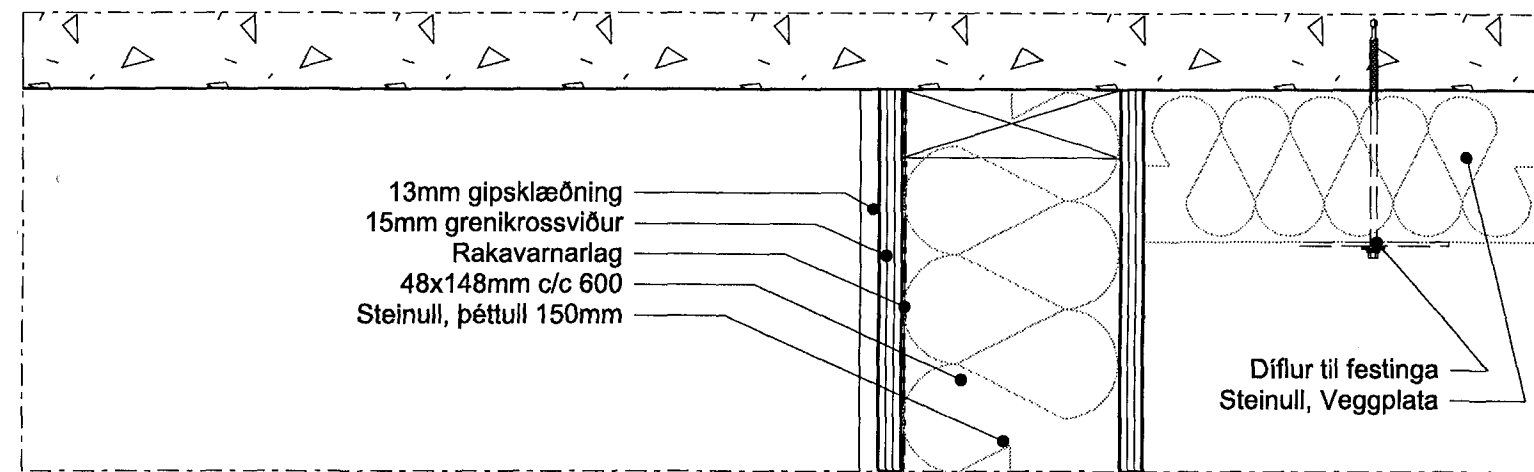 13mm gipsklæðning
15mm grenikrossviður
Rakavarnarlag
48x148mm c/c 600
Steinull, þéttull 150mm
Díflur til festinga
Steinull, Veggplata